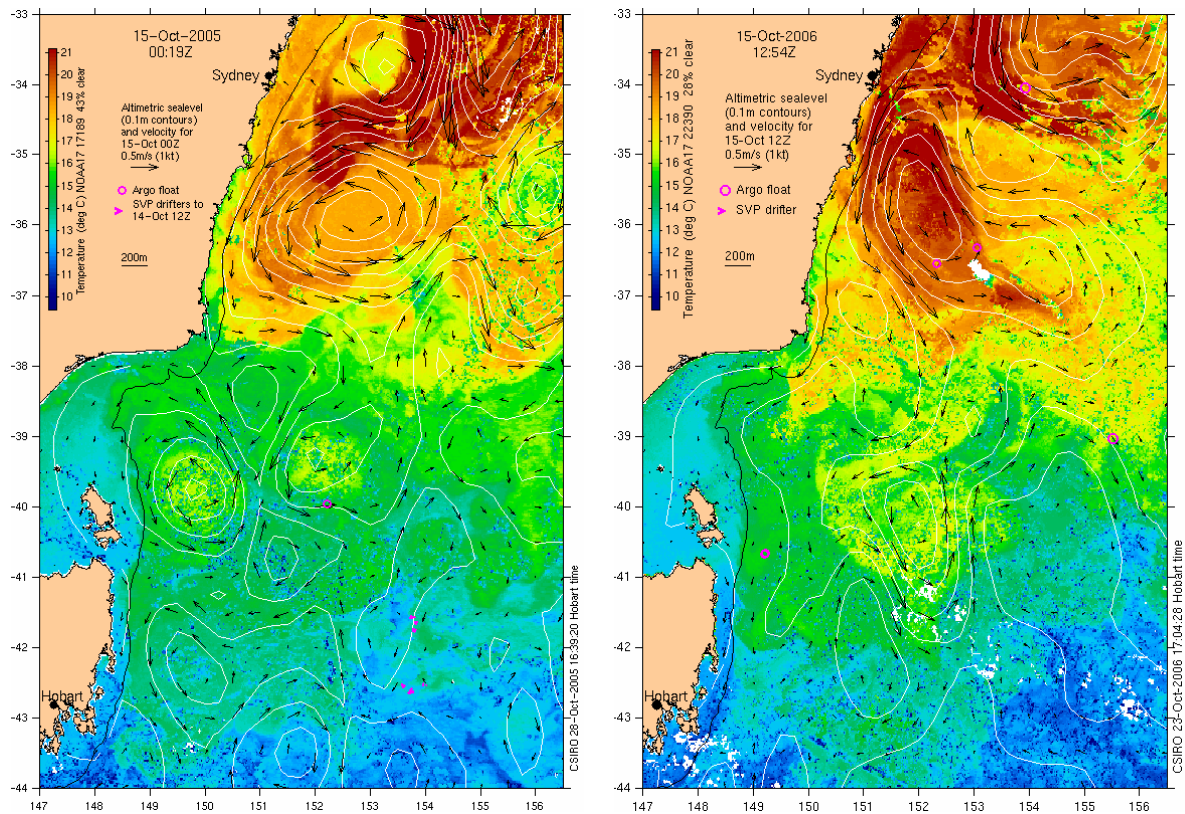 15-Oct-2005
00:19Z
Sydney
Altimetric sealevel
(0.1m contours)
and velocity for
15-Oct 00Z
0.5m/s (1kt)
Argo float
SVP drifters to
14-Oct 12Z
200m
Temperature (deg C) NOAA17 17189 43% clear
21
20
19
18
17
16
15
14
13
12
11
10
Hobart
-33
-34
-35
-36
-37
-38
-39
-40
-41
-42
-43
-44
147
148
149
150
151
152
153
154
155
156
CSIRO 28-Oct-2005 16:39:20 Hobart time
15-Oct-2006
12:54Z
Sydney
Altimetric sealevel
(0.1m contours)
and velocity for
15-Oct 12Z
0.5m/s (1kt)
Argo float
SVP drifter
200m
Temperature (deg C) NOAA17 22390 28% clear
21
20
19
18
17
16
15
14
13
12
11
10
Hobart
-33
-34
-35
-36
-37
-38
-39
-40
-41
-42
-43
-44
147
148
149
150
151
152
153
154
155
156
CSIRO 23-Oct-2006 17:04:28 Hobart time